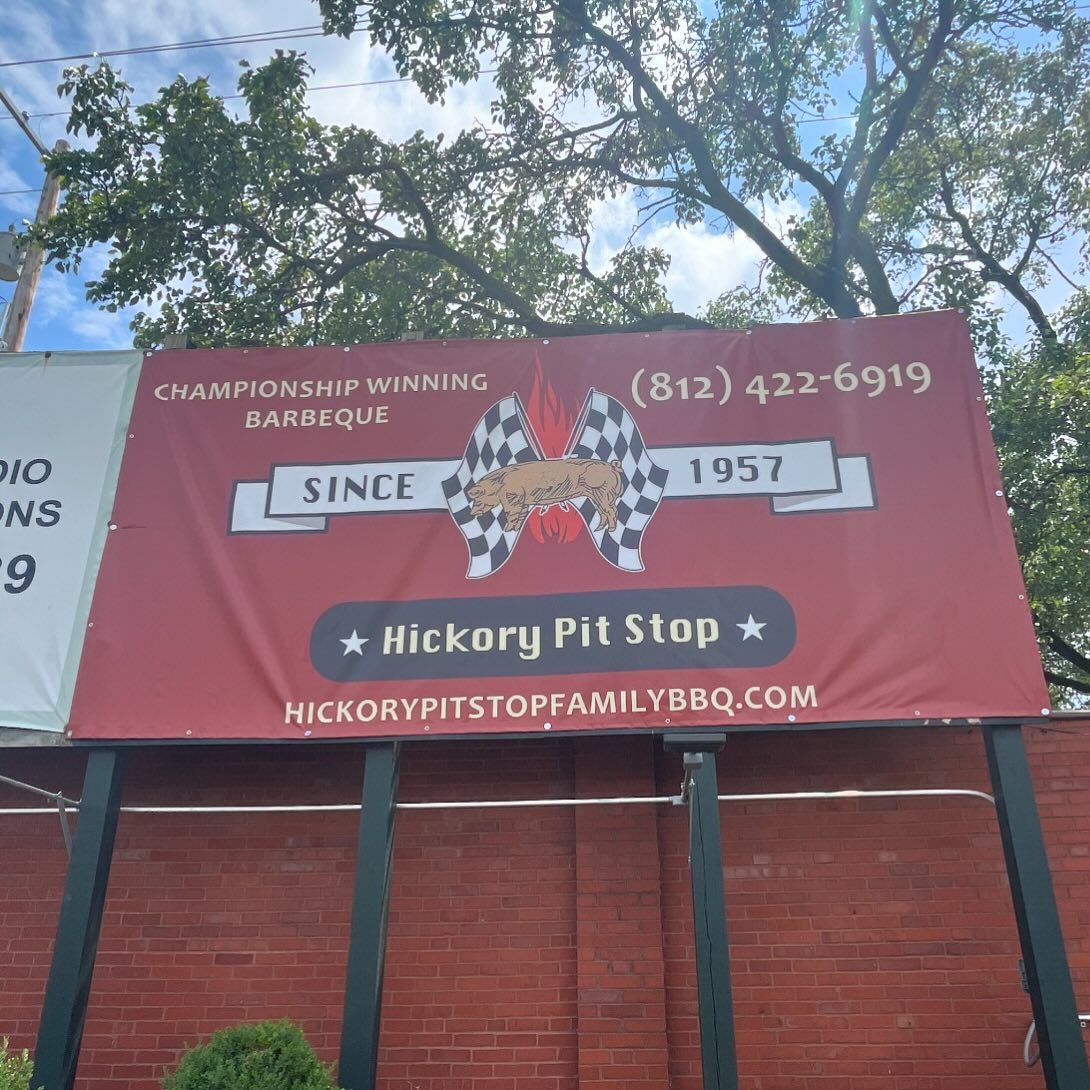 CHAMPIONSHIP WINNING
BARBEQUE
(812) 422-6919
SINCE 1957
Hickory Pit Stop
HICKORYPITSTOPFAMILYBBQ.COM